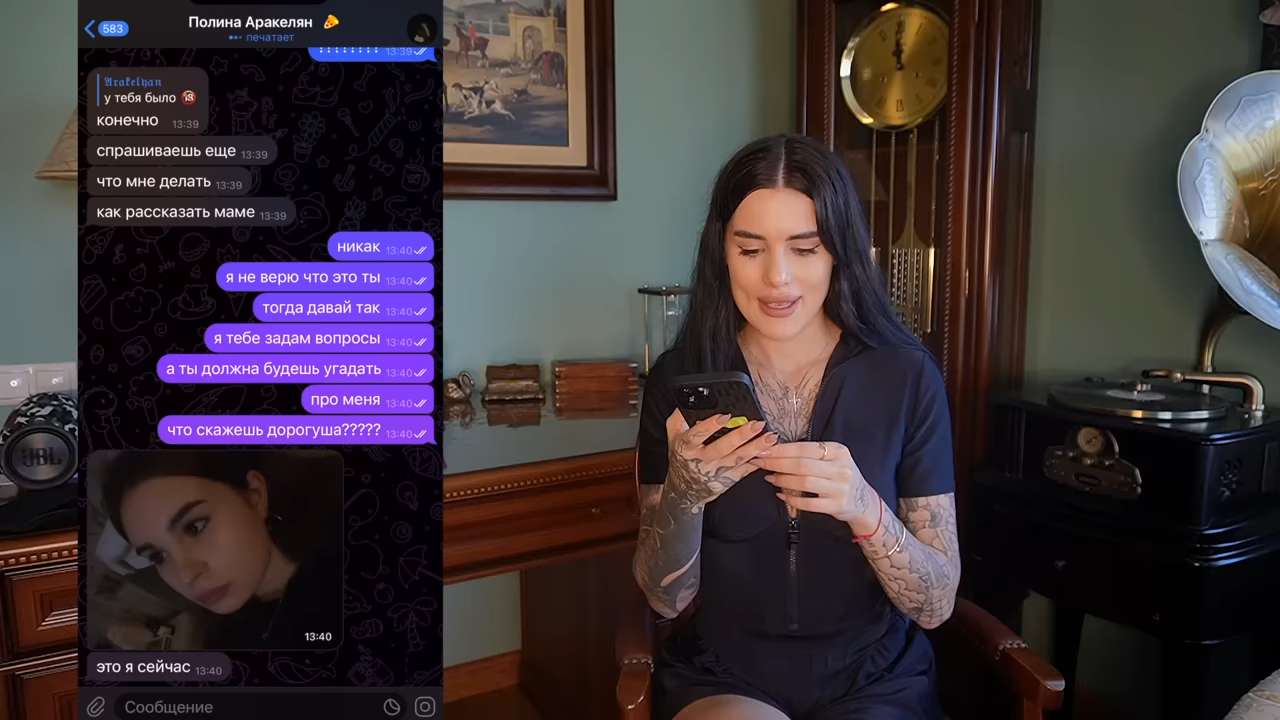 583
Полина Аракелян 🍕
печатает
13:39
𝔄𝔯𝔞𝔨𝔢𝔩𝔶𝔞𝔫
у тебя было 🔞
конечно 13:39
спрашиваешь еще 13:39
что мне делать 13:39
как рассказать маме 13:39
никак 13:40
я не верю что это ты 13:40
тогда давай так 13:40
я тебе задам вопросы 13:40
а ты должна будешь угадать 13:40
про меня 13:40
что скажешь дорогуша????? 13:40
13:40
это я сейчас 13:40
Сообщение
JBL